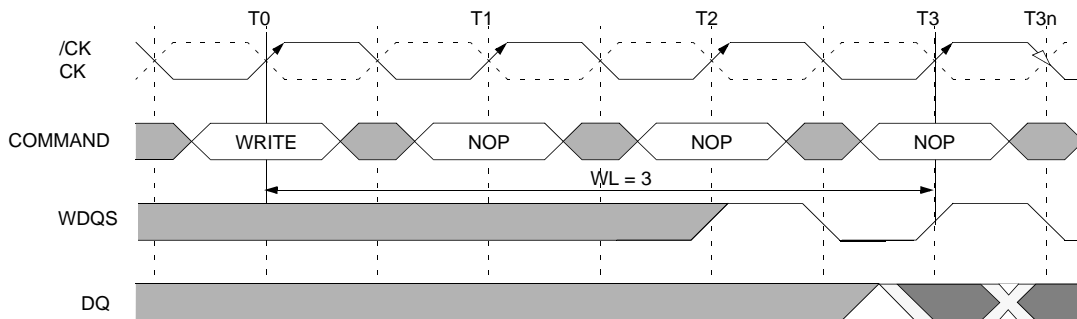 T0 T1 T2 T3 T3n
/CK
CK
COMMAND WRITE NOP NOP NOP
WL = 3
WDQS
DQ